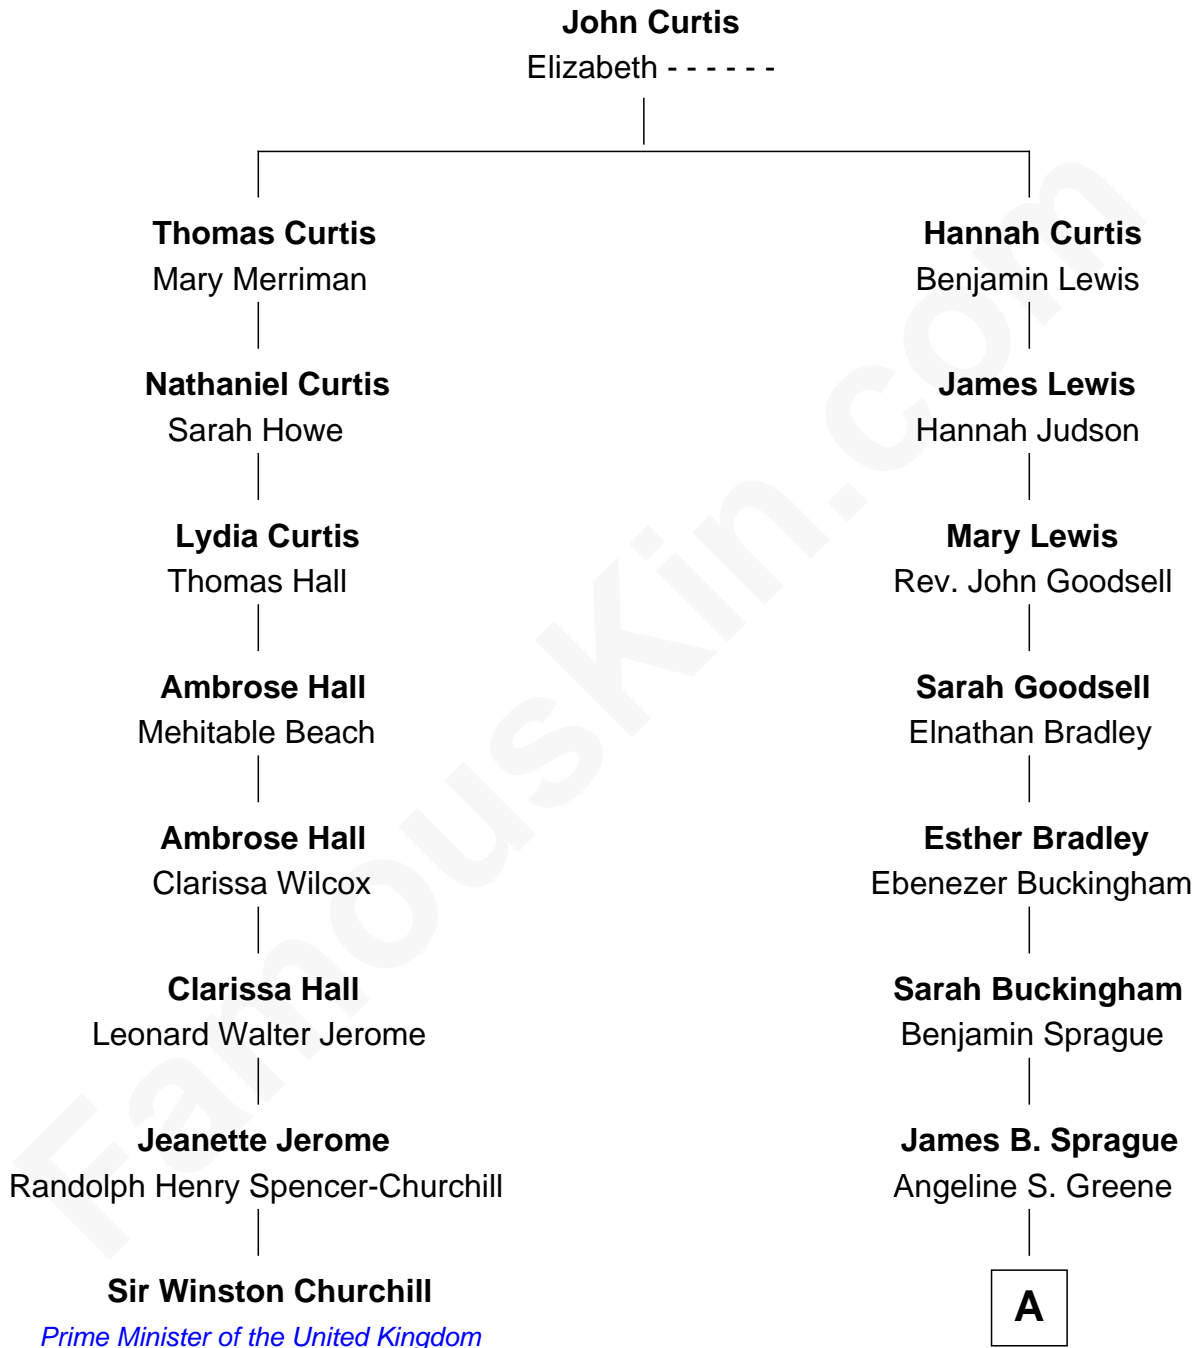 John Curtis
Elizabeth - - - - - -
Thomas Curtis
Mary Merriman
Hannah Curtis
Benjamin Lewis
Nathaniel Curtis
Sarah Howe
James Lewis
Hannah Judson
Lydia Curtis
Thomas Hall
Mary Lewis
Rev. John Goodsell
Ambrose Hall
Mehitable Beach
Sarah Goodsell
Elnathan Bradley
Ambrose Hall
Clarissa Wilcox
Esther Bradley
Ebenezer Buckingham
Clarissa Hall
Leonard Walter Jerome
Sarah Buckingham
Benjamin Sprague
Jeanette Jerome
Randolph Henry Spencer-Churchill
James B. Sprague
Angeline S. Greene
Sir Winston Churchill
Prime Minister of the United Kingdom
A
FamousKin.com